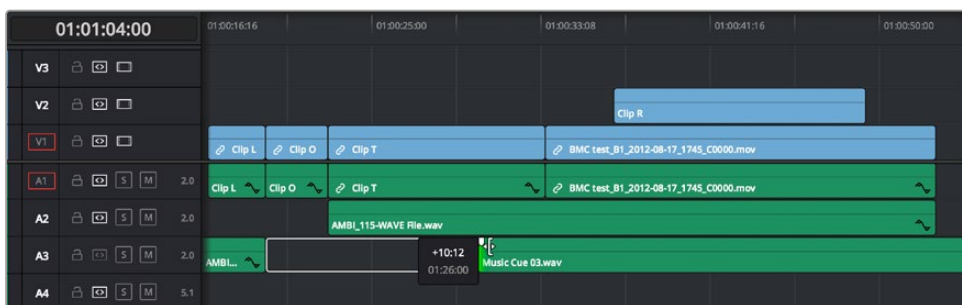 01:01:04:00
01:00:16:16 01:00:25:00 01:00:33:08 01:00:41:16 01:00:50:00
V3
V2
Clip R
V1 Clip L Clip O Clip T BMC test_B1_2012-08-17_1745_C0000.mov
A1 S M 2.0 Clip L Clip O Clip T BMC test_B1_2012-08-17_1745_C0000.mov
A2 S M 2.0
AMBI_115-WAVE File.wav
A3 S M 2.0 AMBI... +10:12 Music Cue 03.wav
01:26:00
A4 S M 5.1